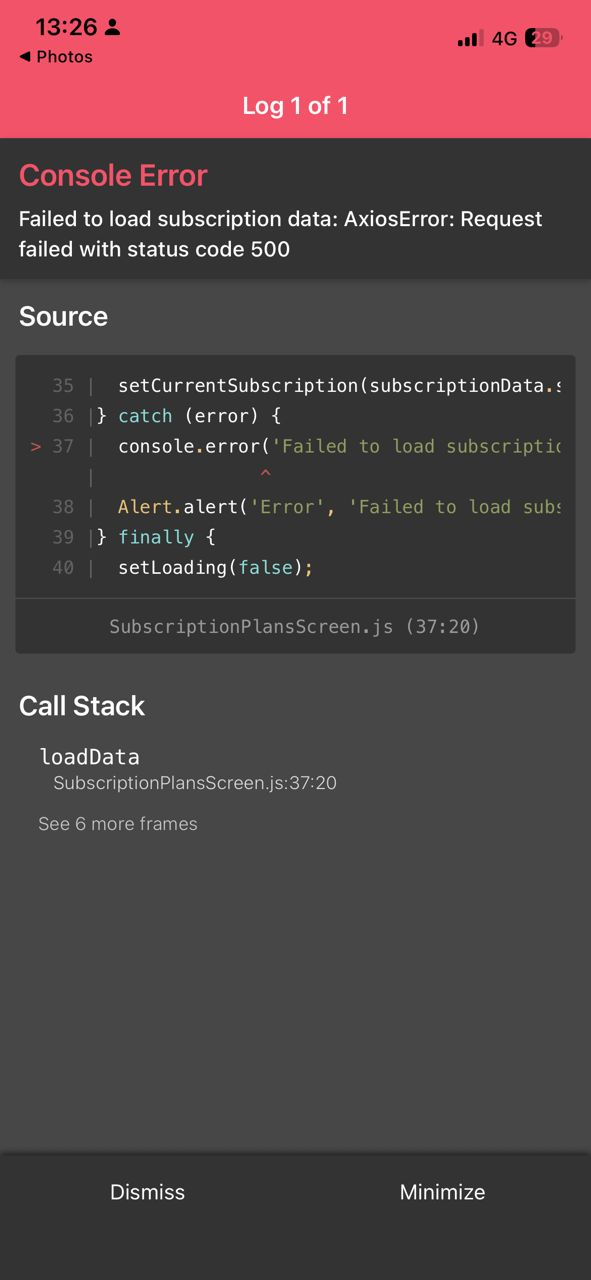 13:26
4G 29
◀ Photos
Log 1 of 1
Console Error
Failed to load subscription data: AxiosError: Request
failed with status code 500
Source
35 | setCurrentSubscription(subscriptionData.s
36 |} catch (error) {
> 37 | console.error('Failed to load subscriptio
| ^
38 | Alert.alert('Error', 'Failed to load subs
39 |} finally {
40 | setLoading(false);
SubscriptionPlansScreen.js (37:20)
Call Stack
loadData
SubscriptionPlansScreen.js:37:20
See 6 more frames
Dismiss
Minimize